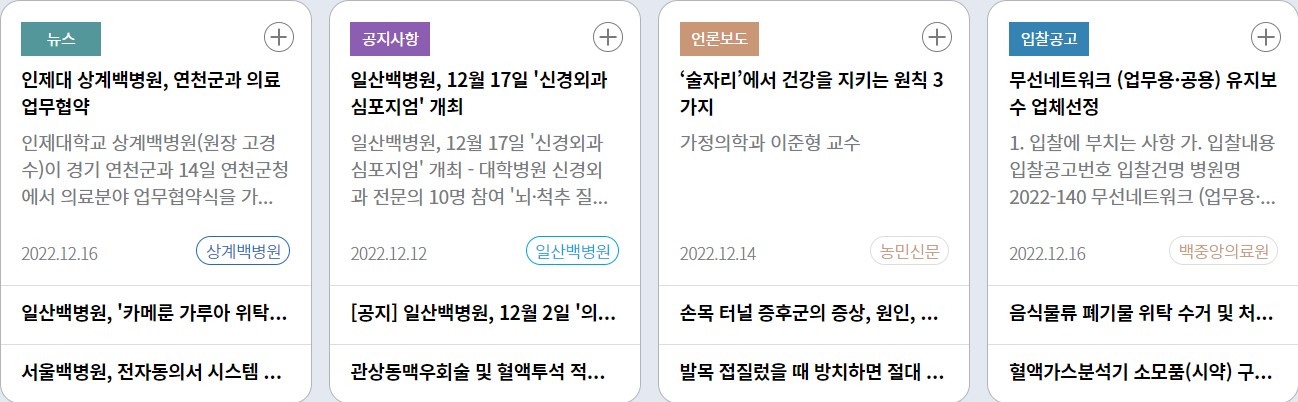 뉴스
인제대 상계백병원, 연천군과 의료
업무협약
인제대학교 상계백병원(원장 고경
수)이 경기 연천군과 14일 연천군청
에서 의료분야 업무협약식을 가...
2022.12.16
상계백병원
일산백병원, '카메룬 가루아 위탁...
서울백병원, 전자동의서 시스템 ...
공지사항
일산백병원, 12월 17일 '신경외과
심포지엄' 개최
일산백병원, 12월 17일 '신경외과
심포지엄' 개최 - 대학병원 신경외
과 전문의 10명 참여 '뇌·척추 질...
2022.12.12
일산백병원
[공지] 일산백병원, 12월 2일 '의...
관상동맥우회술 및 혈액투석 적...
언론보도
‘술자리’에서 건강을 지키는 원칙 3
가지
가정의학과 이준형 교수
2022.12.14
농민신문
손목 터널 증후군의 증상, 원인, ...
발목 접질렀을 때 방치하면 절대 ...
입찰공고
무선네트워크 (업무용·공용) 유지보
수 업체선정
1. 입찰에 부치는 사항 가. 입찰내용
입찰공고번호 입찰건명 병원명
2022-140 무선네트워크 (업무용·...
2022.12.16
백중앙의료원
음식물류 폐기물 위탁 수거 및 처...
혈액가스분석기 소모품(시약) 구...